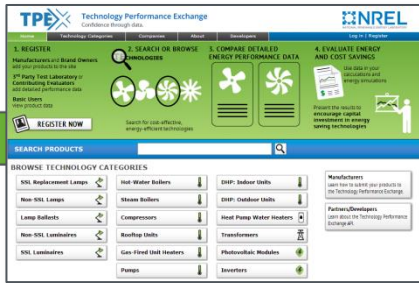 TPEX Technology Performance Exchange
Confidence through data.
NREL
Home Technology Categories Companies About Developers Log In | Register
1. REGISTER
Manufacturers and Brand Owners
add your products to the site
3rd Party Test Laboratory or
Contributing Evaluators
add detailed performance data
Basic Users
view product data
REGISTER NOW
2. SEARCH OR BROWSE
TECHNOLOGIES
Search for cost-effective,
energy-efficient technologies
3. COMPARE DETAILED
ENERGY PERFORMANCE DATA
4. EVALUATE ENERGY
AND COST SAVINGS
Use data in your
calculations and
energy simulations
Present the results to
encourage capital
investment in energy
saving technologies
SEARCH PRODUCTS
BROWSE TECHNOLOGY CATEGORIES
SSL Replacement Lamps
Non-SSL Lamps
Lamp Ballasts
Non-SSL Luminaires
SSL Luminaires
Hot-Water Boilers
Steam Boilers
Compressors
Rooftop Units
Gas-Fired Unit Heaters
Pumps
DHP: Indoor Units
DHP: Outdoor Units
Heat Pump Water Heaters
Transformers
Photovoltaic Modules
Inverters
Manufacturers
Learn how to submit your products to
the Technology Performance Exchange.
Partners/Developers
Learn about the Technology Performance
Exchange API.